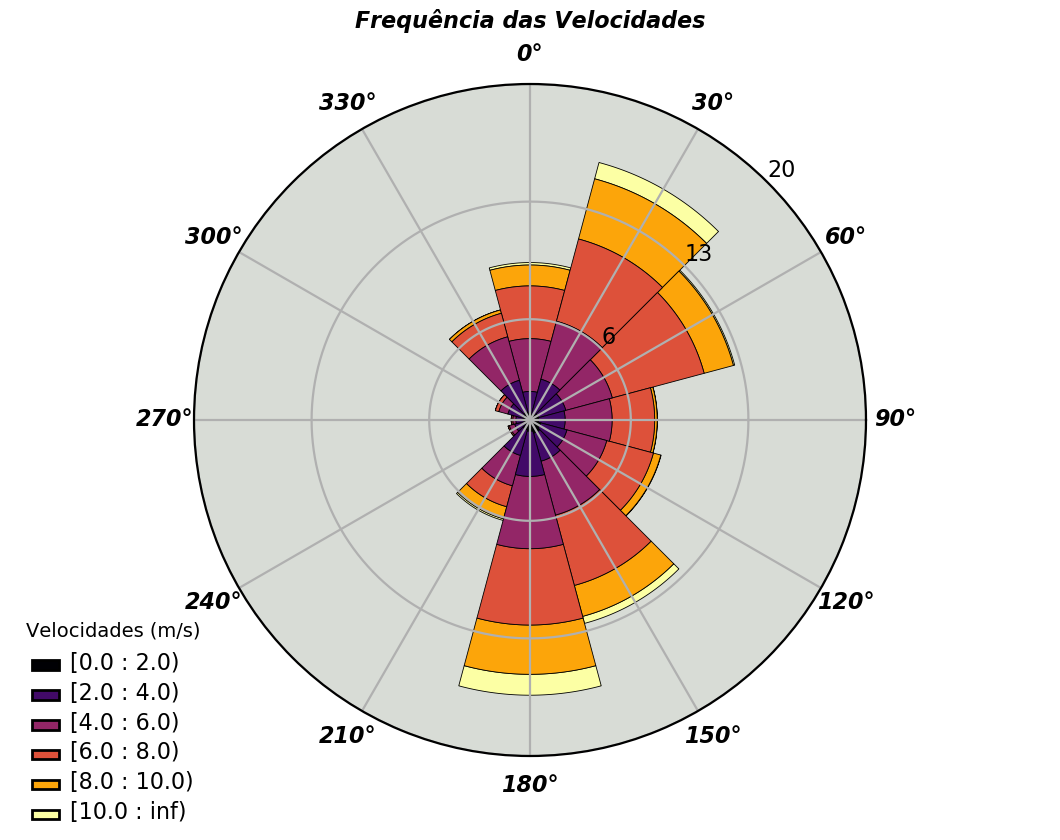 Frequência das Velocidades
0°
330°
30°
20
300°
60°
13
6
270°
90°
240°
120°
210°
150°
180°
Velocidades (m/s)
[0.0 : 2.0)
[2.0 : 4.0)
[4.0 : 6.0)
[6.0 : 8.0)
[8.0 : 10.0)
[10.0 : inf)